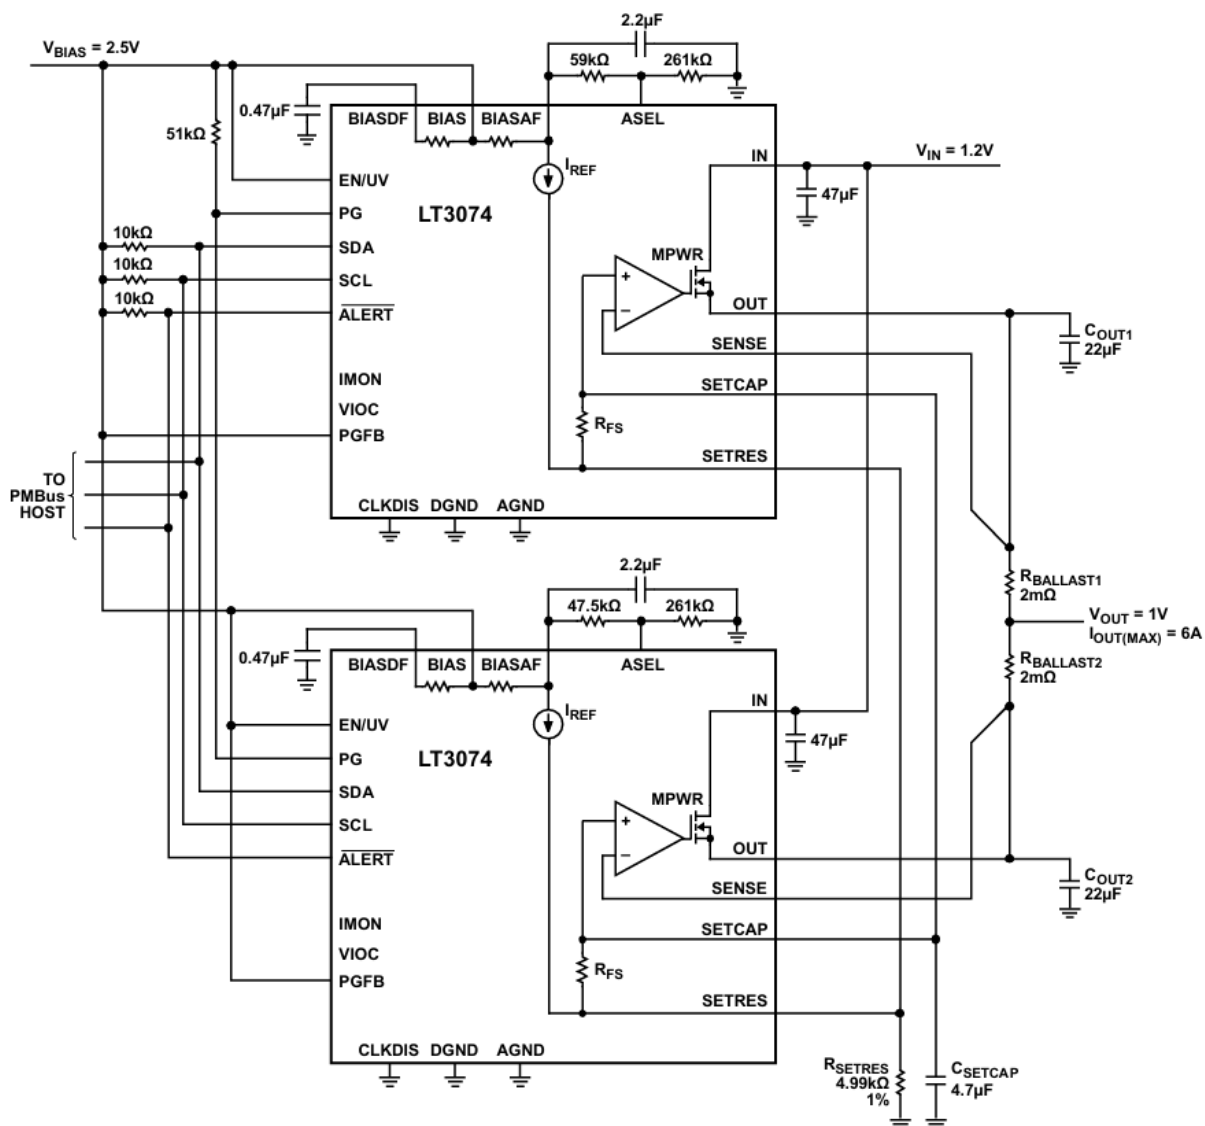 V_BIAS = 2.5V
2.2µF
59kΩ
261kΩ
0.47µF
51kΩ
BIASDF
BIAS
BIASAF
ASEL
IN
V_IN = 1.2V
47µF
EN/UV
I_REF
PG
LT3074
10kΩ
SDA
10kΩ
SCL
10kΩ
ALERT
MPWR
+
−
OUT
C_OUT1
22µF
SENSE
IMON
SETCAP
VIOC
R_FS
PGFB
SETRES
TO
PMBus
HOST
CLKDIS
DGND
AGND
R_BALLAST1
2mΩ
V_OUT = 1V
I_OUT(MAX) = 6A
R_BALLAST2
2mΩ
2.2µF
47.5kΩ
261kΩ
0.47µF
BIASDF
BIAS
BIASAF
ASEL
IN
47µF
EN/UV
I_REF
PG
LT3074
SDA
SCL
ALERT
MPWR
+
−
OUT
C_OUT2
22µF
SENSE
IMON
SETCAP
VIOC
R_FS
PGFB
SETRES
CLKDIS
DGND
AGND
R_SETRES
4.99kΩ
1%
C_SETCAP
4.7µF